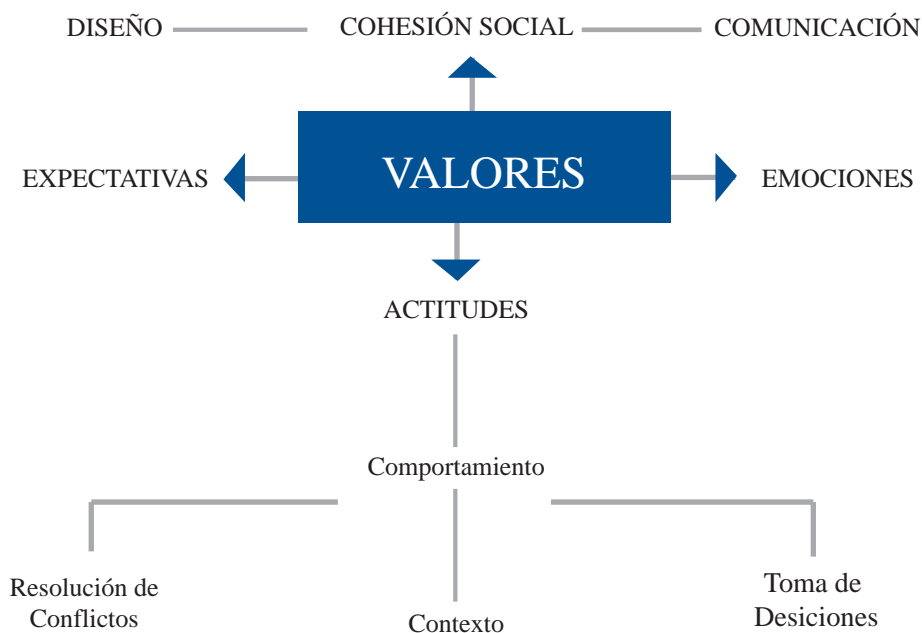 DISEÑO COHESIÓN SOCIAL COMUNICACIÓN
EXPECTATIVAS VALORES EMOCIONES
ACTITUDES
Comportamiento
Resolución de
Conflictos
Contexto
Toma de
Desiciones